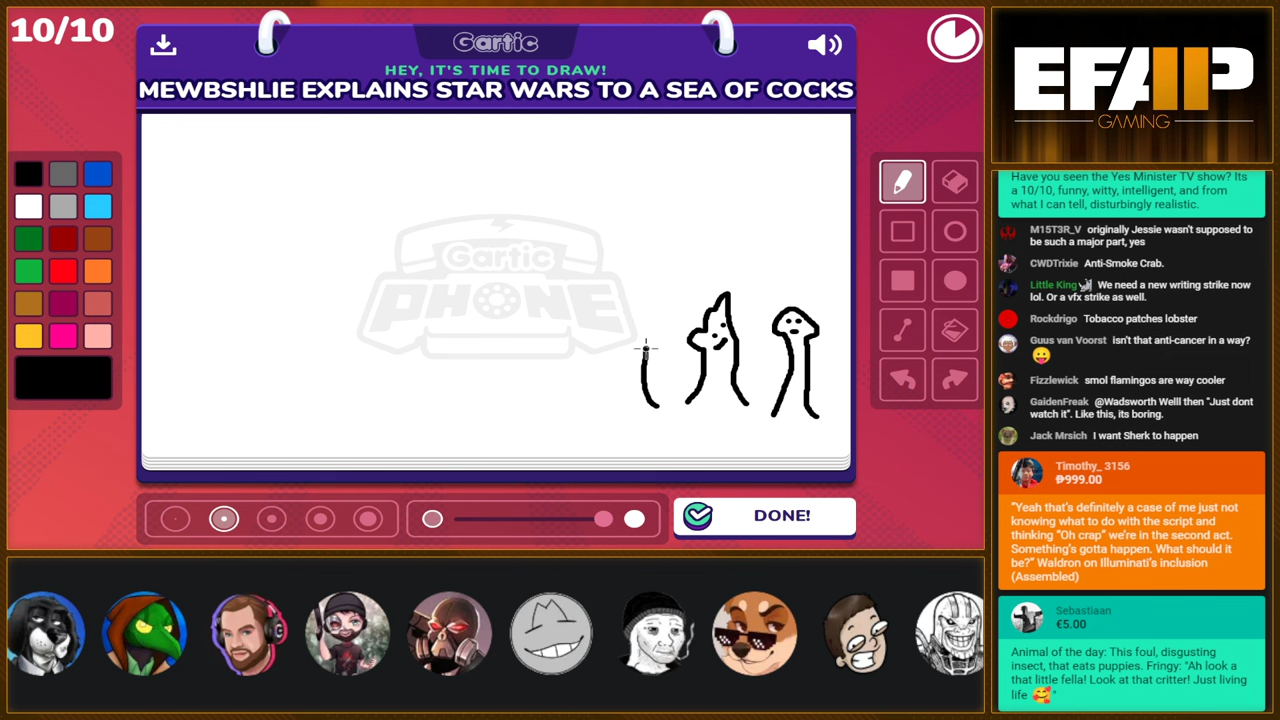 10/10
Gartic
HEY, IT'S TIME TO DRAW!
MEWBSHLIE EXPLAINS STAR WARS TO A SEA OF COCKS
Gartic
PHONE
DONE!
EFAP
GAMING
Have you seen the Yes Minister TV show? Its
a 10/10, funny, witty, intelligent, and from
what I can tell, disturbingly realistic.
M15T3R_V originally Jessie wasn't supposed to
be such a major part, yes
CWDTrixie Anti-Smoke Crab.
Little King We need a new writing strike now
lol. Or a vfx strike as well.
Rockdrigo Tobacco patches lobster
Guus van Voorst isn't that anti-cancer in a way?
😛
Fizzlewick smol flamingos are way cooler
GaidenFreak @Wadsworth Welll then "Just dont
watch it". Like this, its boring.
Jack Mrsich I want Sherk to happen
Timothy_ 3156
₱999.00
"Yeah that's definitely a case of me just not
knowing what to do with the script and
thinking "Oh crap" we're in the second act.
Something's gotta happen. What should it
be?" Waldron on Illuminati's inclusion
(Assembled)
Sebastiaan
€5.00
Animal of the day: This foul, disgusting
insect, that eats puppies. Fringy: "Ah look a
that little fella! Look at that critter! Just living
life 🥰"